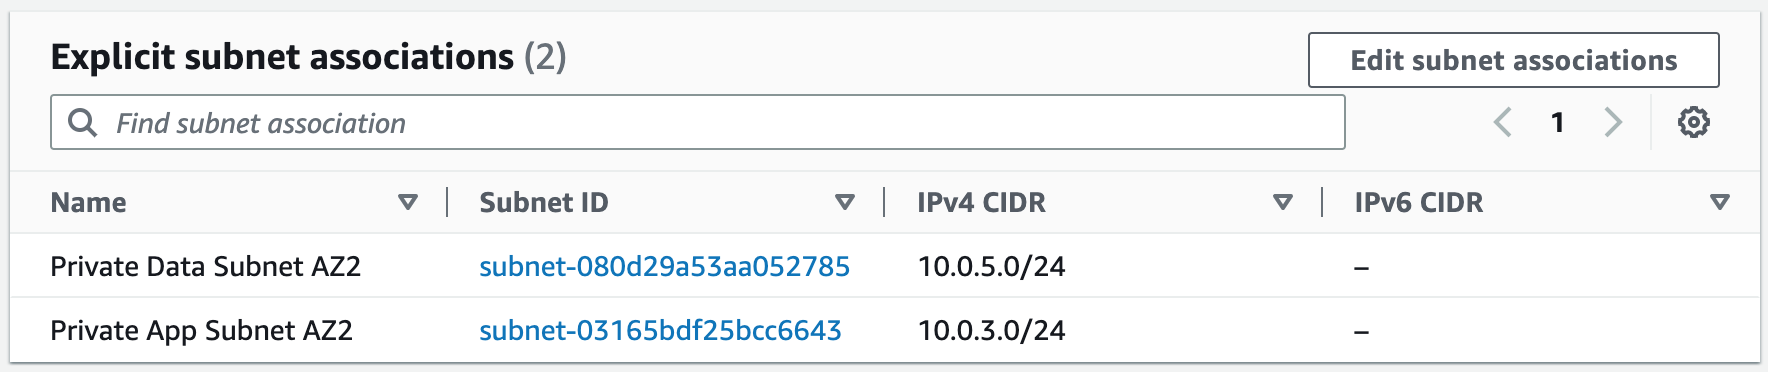 Explicit subnet associations (2)
Edit subnet associations
Find subnet association
1
Name Subnet ID IPv4 CIDR IPv6 CIDR
Private Data Subnet AZ2 subnet-080d29a53aa052785 10.0.5.0/24 –
Private App Subnet AZ2 subnet-03165bdf25bcc6643 10.0.3.0/24 –